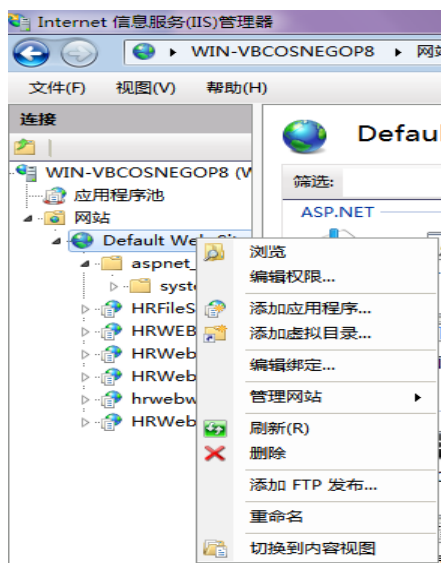 Internet 信息服务(IIS)管理器
WIN-VBCOSNEGOP8
文件(F) 视图(V) 帮助(H)
连接
WIN-VBCOSNEGOP8
应用程序池
网站
Default
aspnet_
HRFileS
HRWEB
HRWeb
HRWeb
hrwebw
HRWeb
Defau
筛选:
ASP.NET
浏览
编辑权限...
添加应用程序...
添加虚拟目录...
编辑绑定...
管理网站
刷新(R)
删除
添加 FTP 发布...
重命名
切换到内容视图